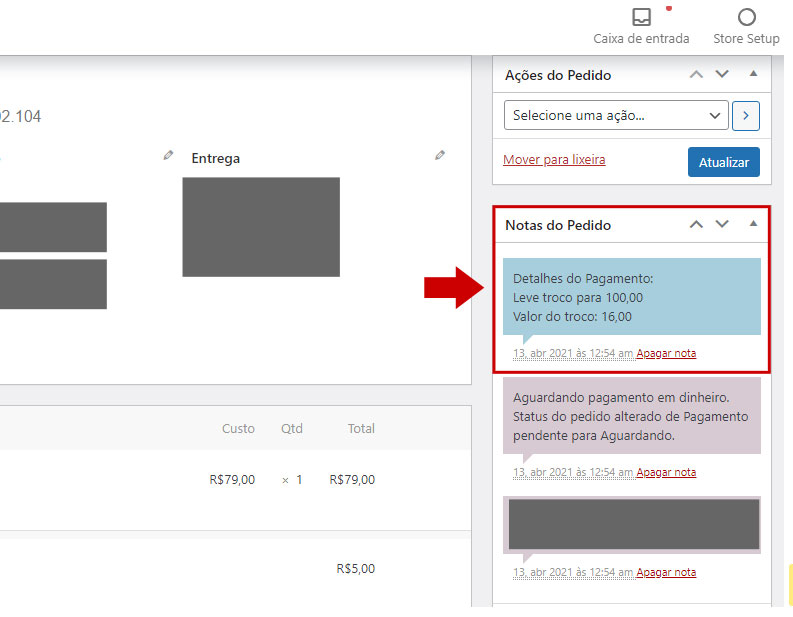 Caixa de entrada
Store Setup
2.104
Entrega
Custo
Qtd
Total
R$79,00
× 1
R$79,00
R$5,00
Ações do Pedido
Selecione uma ação...
Mover para lixeira
Atualizar
Notas do Pedido
Detalhes do Pagamento:
Leve troco para 100,00
Valor do troco: 16,00
13, abr 2021 às 12:54 am Apagar nota
Aguardando pagamento em dinheiro.
Status do pedido alterado de Pagamento
pendente para Aguardando.
13, abr 2021 às 12:54 am Apagar nota
13, abr 2021 às 12:54 am Apagar nota